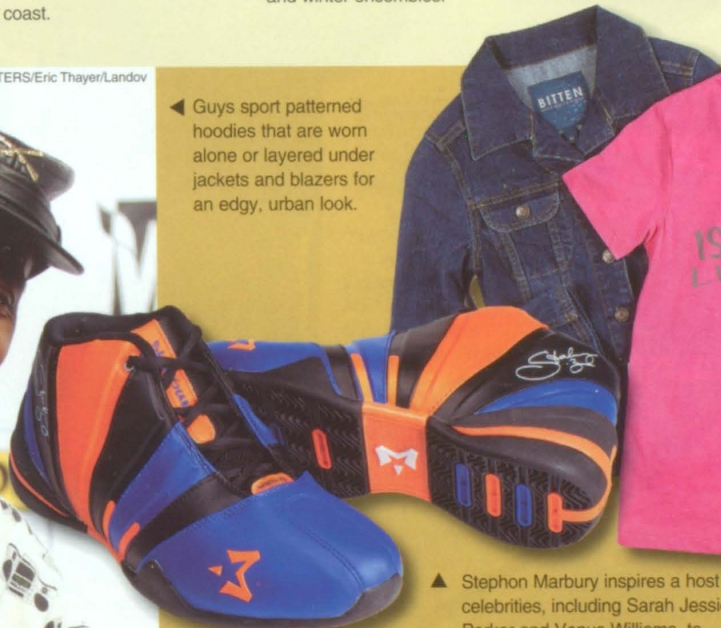 coast.
TERS/Eric Thayer/Landov
◀ Guys sport patterned
hoodies that are worn
alone or layered under
jackets and blazers for
an edgy, urban look.
BITTEN
▲ Stephon Marbury inspires a host
celebrities, including Sarah